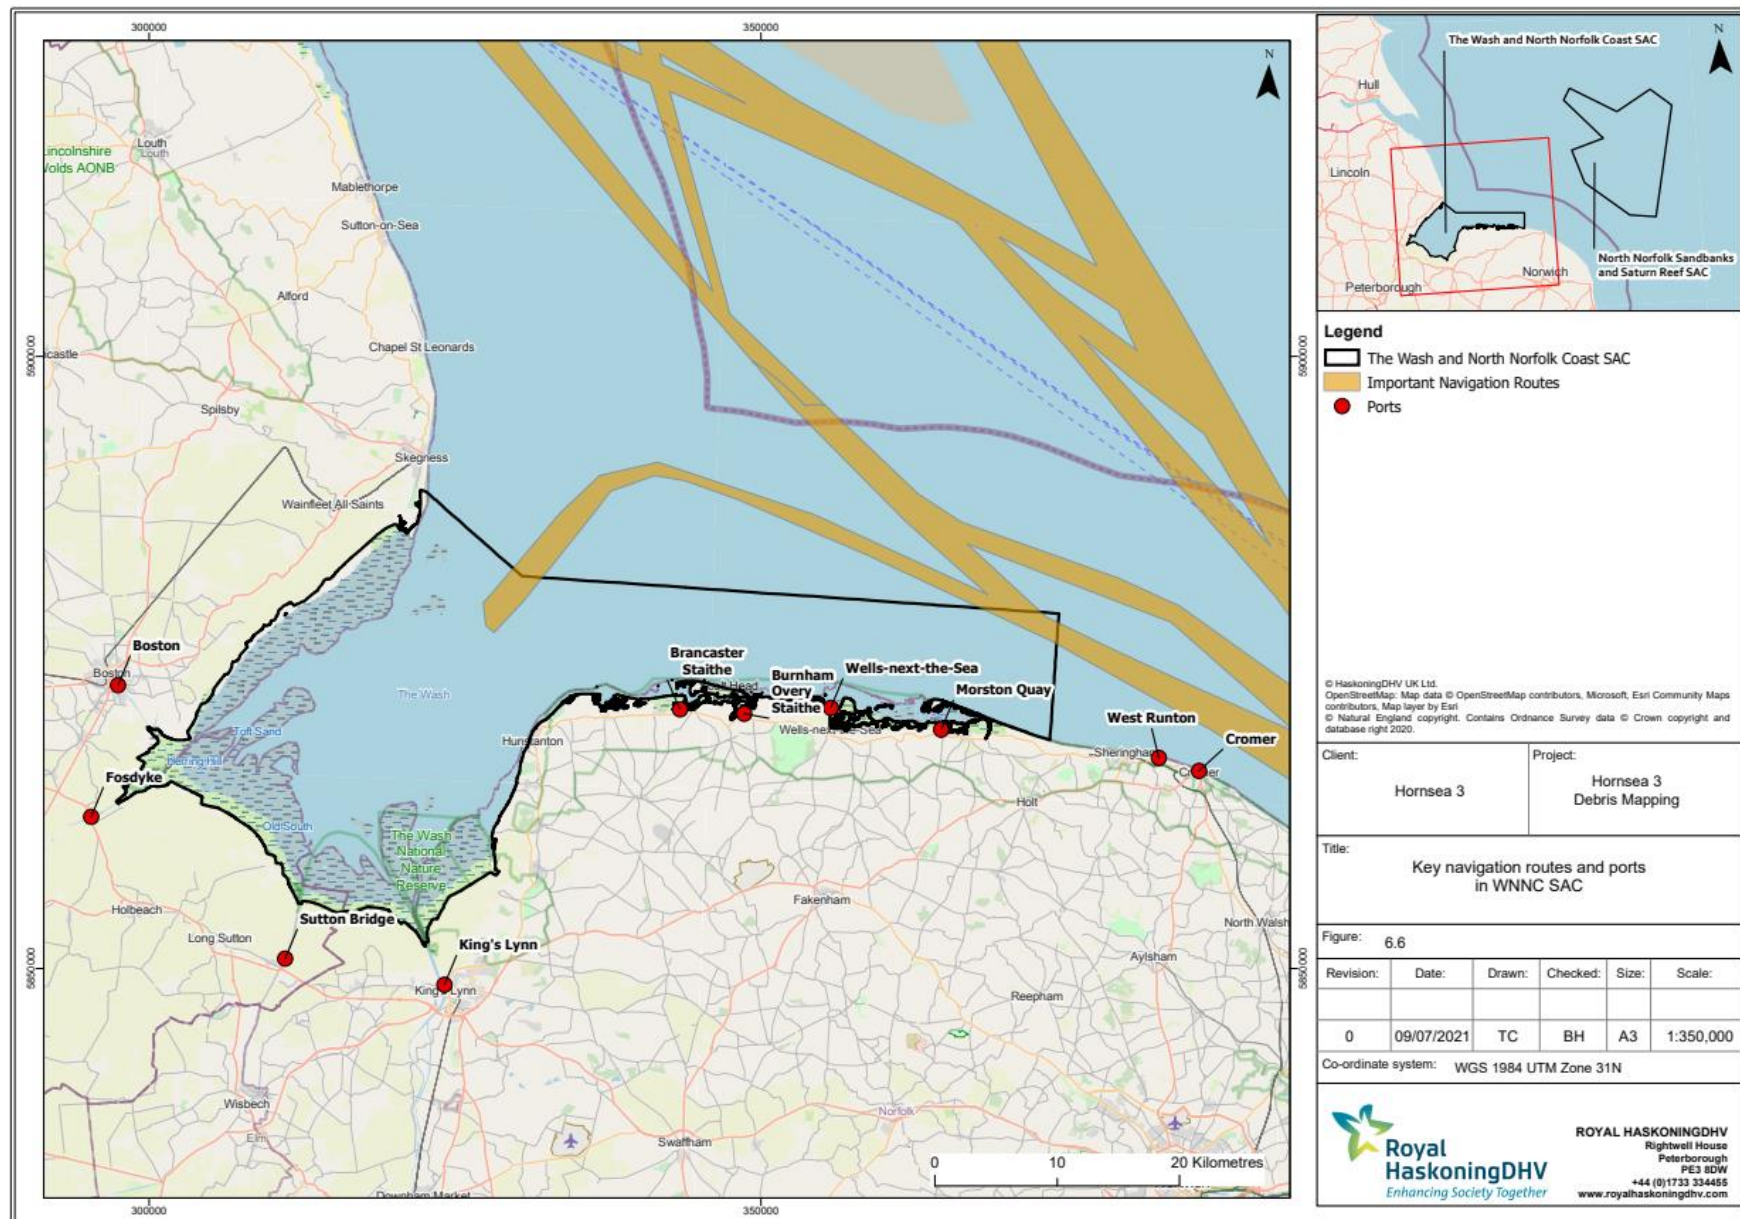 300000
350000
N
Lincolnshire
Wolds AONB
Louth
Louth
Mablethorpe
Sutton-on-Sea
Alford
Chapel St Leonards
5900000
5900000
ncastle
Spilsby
Skegness
Wainfleet All Saints
Boston
Boston
The Wash
Brancaster
Staithe
Burnham
Overy
Staithe
Wells-next-the-Sea
Morston Quay
Head
Wells-next-the-Sea
West Runton
Cromer
Sheringham
Cromer
Hunstanton
Toft Sand
Herring Hill
Fosdyke
Old South
Holt
The Wash
National
Nature
Reserve
Holbeach
Sutton Bridge
Long Sutton
King's Lynn
King's Lynn
Fakenham
North Walsh
Aylsham
5850000
5850000
Reepham
Wisbech
Elm
Norfolk
Swaffham
0 10 20 Kilometres
Downham Market
300000
350000
The Wash and North Norfolk Coast SAC
N
Hull
Lincoln
Norwich
Peterborough
North Norfolk Sandbanks
and Saturn Reef SAC
Legend
The Wash and North Norfolk Coast SAC
Important Navigation Routes
Ports
© HaskoningDHV UK Ltd.
OpenStreetMap: Map data © OpenStreetMap contributors, Microsoft, Esri Community Maps
contributors, Map layer by Esri
© Natural England copyright. Contains Ordnance Survey data © Crown copyright and
database right 2020.
Client:
Hornsea 3
Project:
Hornsea 3
Debris Mapping
Title:
Key navigation routes and ports
in WNNC SAC
Figure: 6.6
Revision: Date: Drawn: Checked: Size: Scale:
0 09/07/2021 TC BH A3 1:350,000
Co-ordinate system: WGS 1984 UTM Zone 31N
Royal
HaskoningDHV
Enhancing Society Together
ROYAL HASKONINGDHV
Rightwell House
Peterborough
PE3 8DW
+44 (0)1733 334455
www.royalhaskoningdhv.com